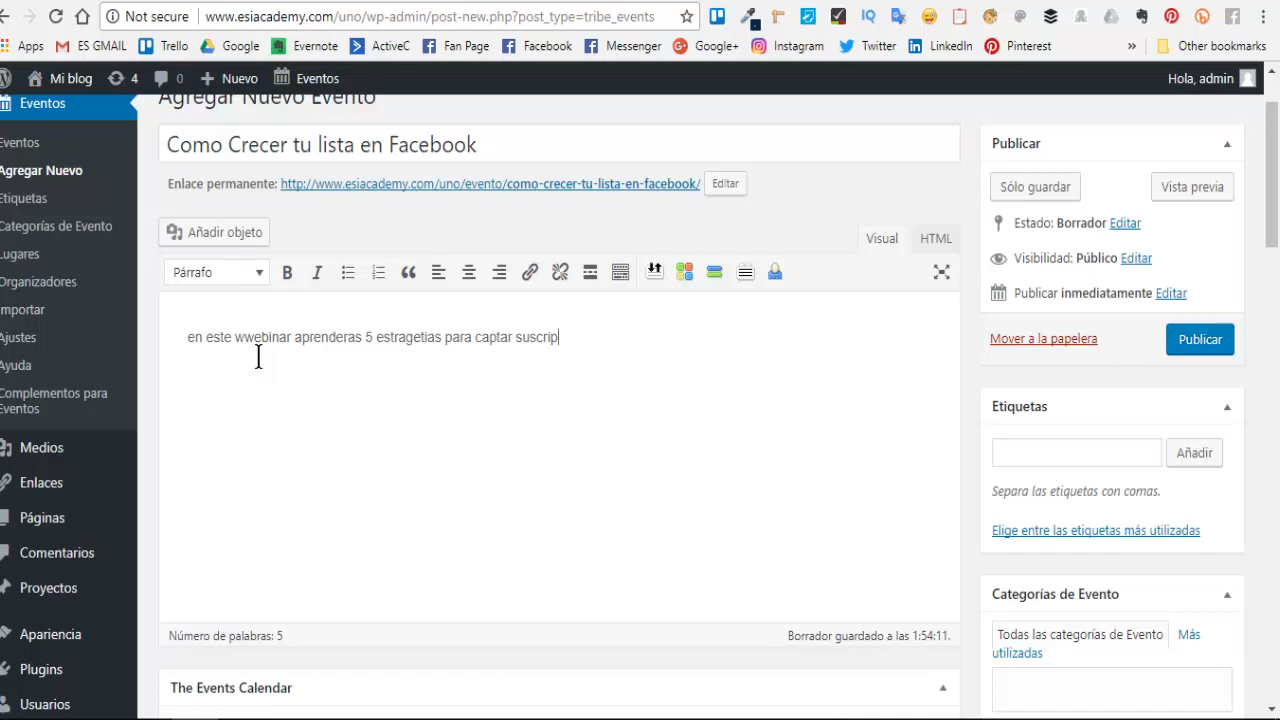 Not secure | www.esiacademy.com/uno/wp-admin/post-new.php?post_type=tribe_events
Apps ES GMAIL Trello Google Evernote ActiveC Fan Page Facebook Messenger Google+ Instagram Twitter LinkedIn Pinterest » Other bookmarks
Mi blog 4 0 Nuevo Eventos Hola, admin
Eventos
Eventos
Agregar Nuevo
Etiquetas
Categorías de Evento
Lugares
Organizadores
Importar
Ajustes
Ayuda
Complementos para
Eventos
Medios
Enlaces
Páginas
Comentarios
Proyectos
Apariencia
Plugins
Usuarios
Agregar Nuevo Evento
Como Crecer tu lista en Facebook
Enlace permanente: http://www.esiacademy.com/uno/evento/como-crecer-tu-lista-en-facebook/ Editar
Añadir objeto
Visual HTML
Párrafo
en este wwebinar aprenderas 5 estragetias para captar suscrip
Número de palabras: 5 Borrador guardado a las 1:54:11.
The Events Calendar
Publicar
Sólo guardar Vista previa
Estado: Borrador Editar
Visibilidad: Público Editar
Publicar inmediatamente Editar
Mover a la papelera Publicar
Etiquetas
Añadir
Separa las etiquetas con comas.
Elige entre las etiquetas más utilizadas
Categorías de Evento
Todas las categorías de Evento Más
utilizadas